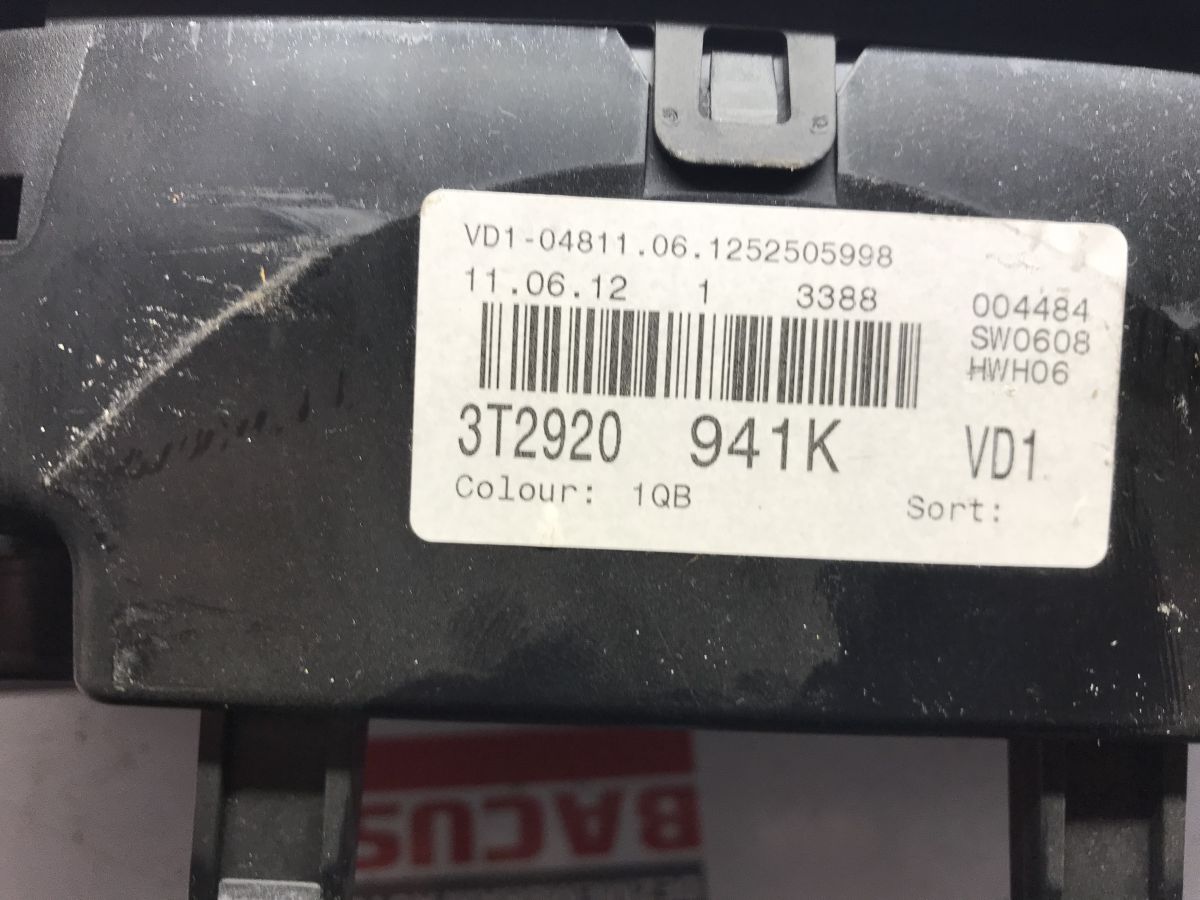 VD1-04811.06.1252505998
11.06.12 1 3388 004484
SW0608
HWH06
3T2920 941K VD1
Colour: 1QB Sort:
BACUS